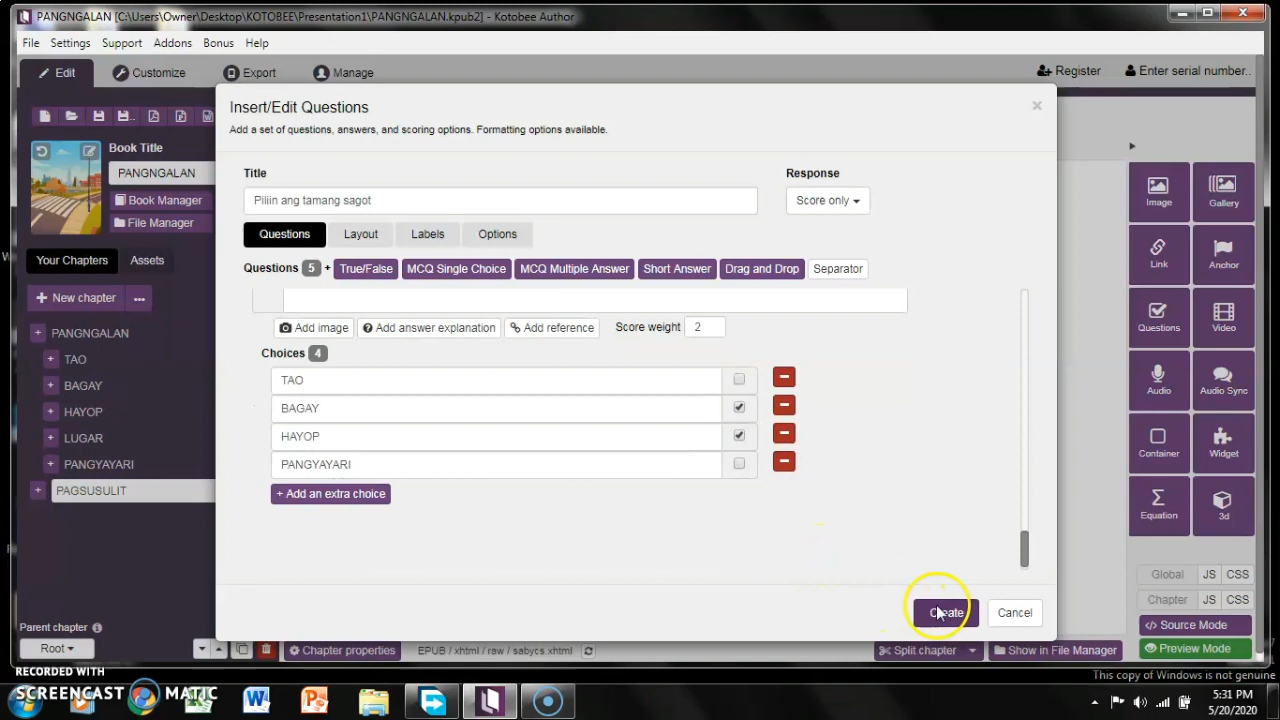 PANGNGALAN [C:\Users\Owner\Desktop\KOTOBEE\Presentation1\PANGNGALAN.kpub2] - Kotobee Author
File Settings Support Addons Bonus Help
Edit Customize Export Manage Register Enter serial number..
Insert/Edit Questions
Add a set of questions, answers, and scoring options. Formatting options available.
Book Title
PANGNGALAN
Book Manager
File Manager
Your Chapters Assets
+ New chapter ...
PANGNGALAN
TAO
BAGAY
HAYOP
LUGAR
PANGYAYARI
PAGSUSULIT
Parent chapter
Root
Title Response
Piliin ang tamang sagot Score only
Questions Layout Labels Options
Questions 5 + True/False MCQ Single Choice MCQ Multiple Answer Short Answer Drag and Drop Separator
Add image Add answer explanation Add reference Score weight 2
Choices 4
TAO
BAGAY
HAYOP
PANGYAYARI
+ Add an extra choice
Create Cancel
Image Gallery
Link Anchor
Questions Video
Audio Audio Sync
Container Widget
Equation 3d
Global JS CSS
Chapter JS CSS
</> Source Mode
Preview Mode
Chapter properties EPUB / xhtml / raw / sabycs.xhtml Split chapter Show in File Manager
RECORDED WITH
SCREENCAST MATIC
This copy of Windows is not genuine
5:31 PM
5/20/2020